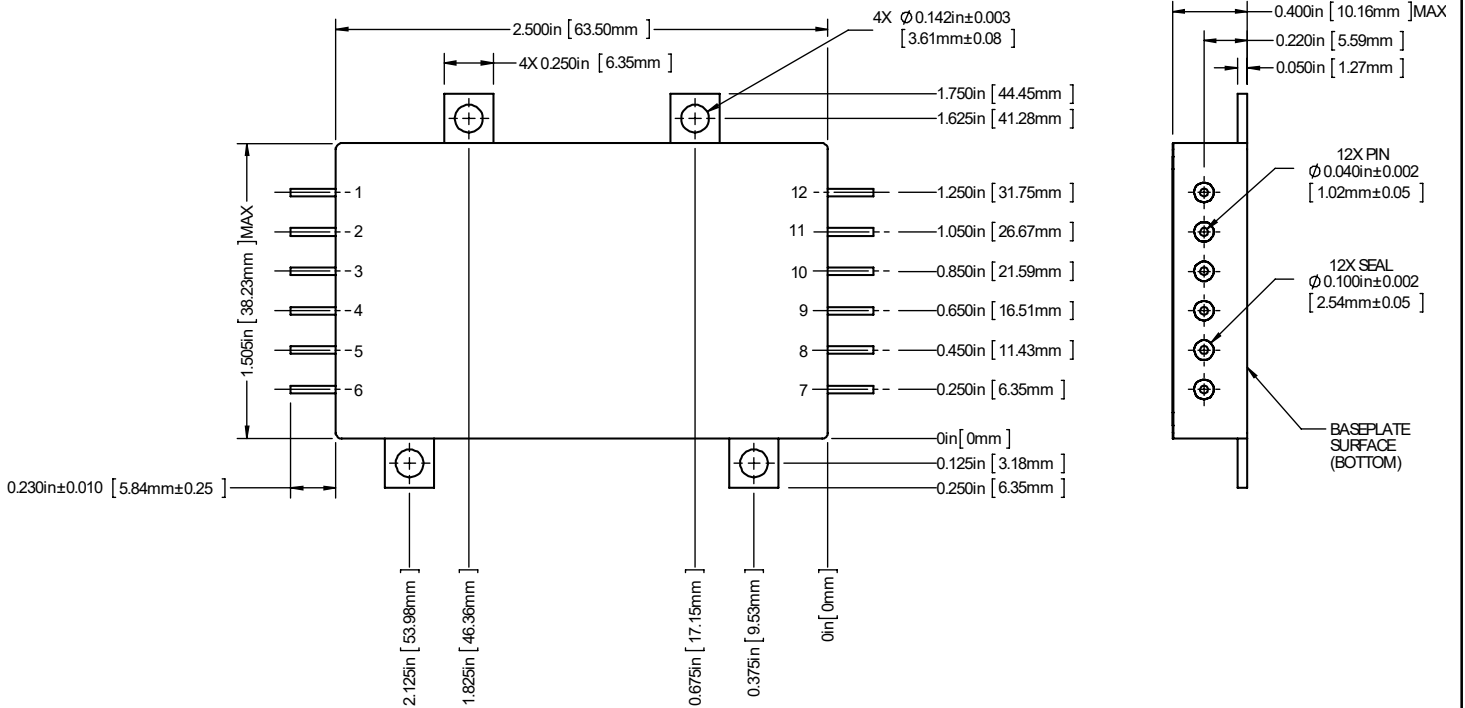 2.500in [ 63.50mm ]
4X Ø 0.142in±0.003
[ 3.61mm±0.08 ]
4X 0.250in [ 6.35mm ]
1.750in [ 44.45mm ]
1.625in [ 41.28mm ]
1.505in [ 38.23mm ]MAX
1
2
3
4
5
6
12
11
10
9
8
7
1.250in [ 31.75mm ]
1.050in [ 26.67mm ]
0.850in [ 21.59mm ]
0.650in [ 16.51mm ]
0.450in [ 11.43mm ]
0.250in [ 6.35mm ]
0in[ 0mm ]
0.125in [ 3.18mm ]
0.250in [ 6.35mm ]
0.230in±0.010 [ 5.84mm±0.25 ]
2.125in [ 53.98mm ]
1.825in [ 46.36mm ]
0.675in [ 17.15mm ]
0.375in [ 9.53mm ]
0in[ 0mm ]
0.400in [ 10.16mm ]MAX
0.220in [ 5.59mm ]
0.050in [ 1.27mm ]
12X PIN
Ø 0.040in±0.002
[ 1.02mm±0.05 ]
12X SEAL
Ø 0.100in±0.002
[ 2.54mm±0.05 ]
BASEPLATE
SURFACE
(BOTTOM)